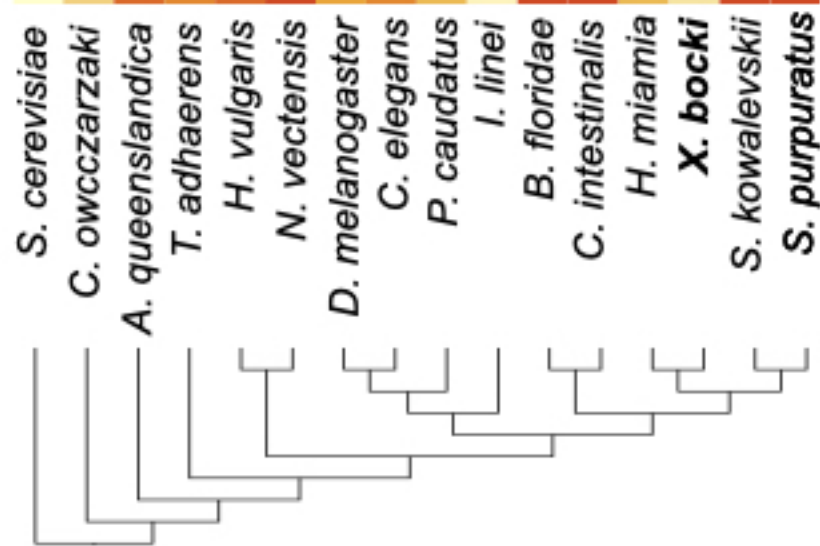 S. cerevisiae
C. owcczarzaki
A. queenslandica
T. adhaerens
H. vulgaris
N. vectensis
D. melanogaster
C. elegans
P. caudatus
I. linei
B. floridae
C. intestinalis
H. miamia
X. bocki
S. kowalevskii
S. purpuratus